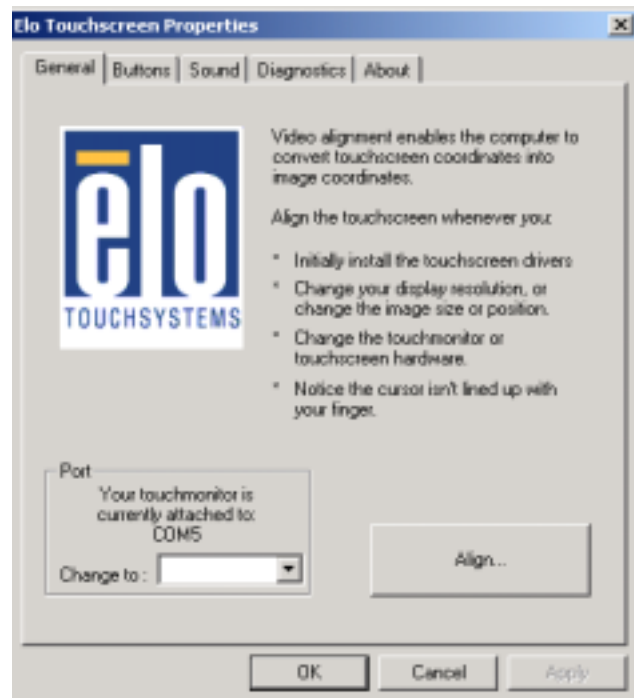 Elo Touchscreen Properties
General Buttons Sound Diagnostics About
elo
TOUCHSYSTEMS
Video alignment enables the computer to
convert touchscreen coordinates into
image coordinates.
Align the touchscreen whenever you:
* Initially install the touchscreen drivers
* Change your display resolution, or
change the image size or position.
* Change the touchmonitor or
touchscreen hardware.
* Notice the cursor isn't lined up with
your finger.
Port
Your touchmonitor is
currently attached to:
COM5
Change to :
Align...
OK Cancel Apply